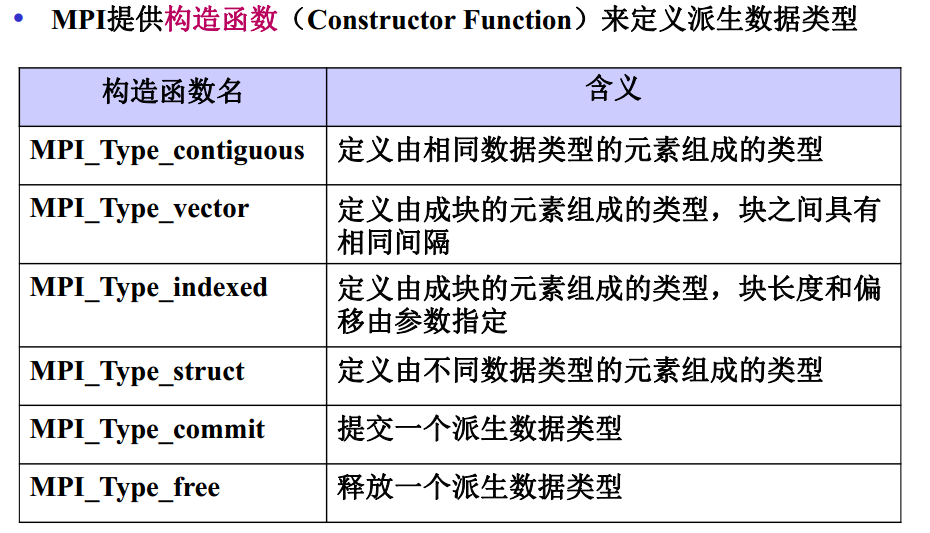 • MPI提供构造函数（Constructor Function）来定义派生数据类型
构造函数名 含义
MPI_Type_contiguous 定义由相同数据类型的元素组成的类型
MPI_Type_vector 定义由成块的元素组成的类型，块之间具有
相同间隔
MPI_Type_indexed 定义由成块的元素组成的类型，块长度和偏
移由参数指定
MPI_Type_struct 定义由不同数据类型的元素组成的类型
MPI_Type_commit 提交一个派生数据类型
MPI_Type_free 释放一个派生数据类型